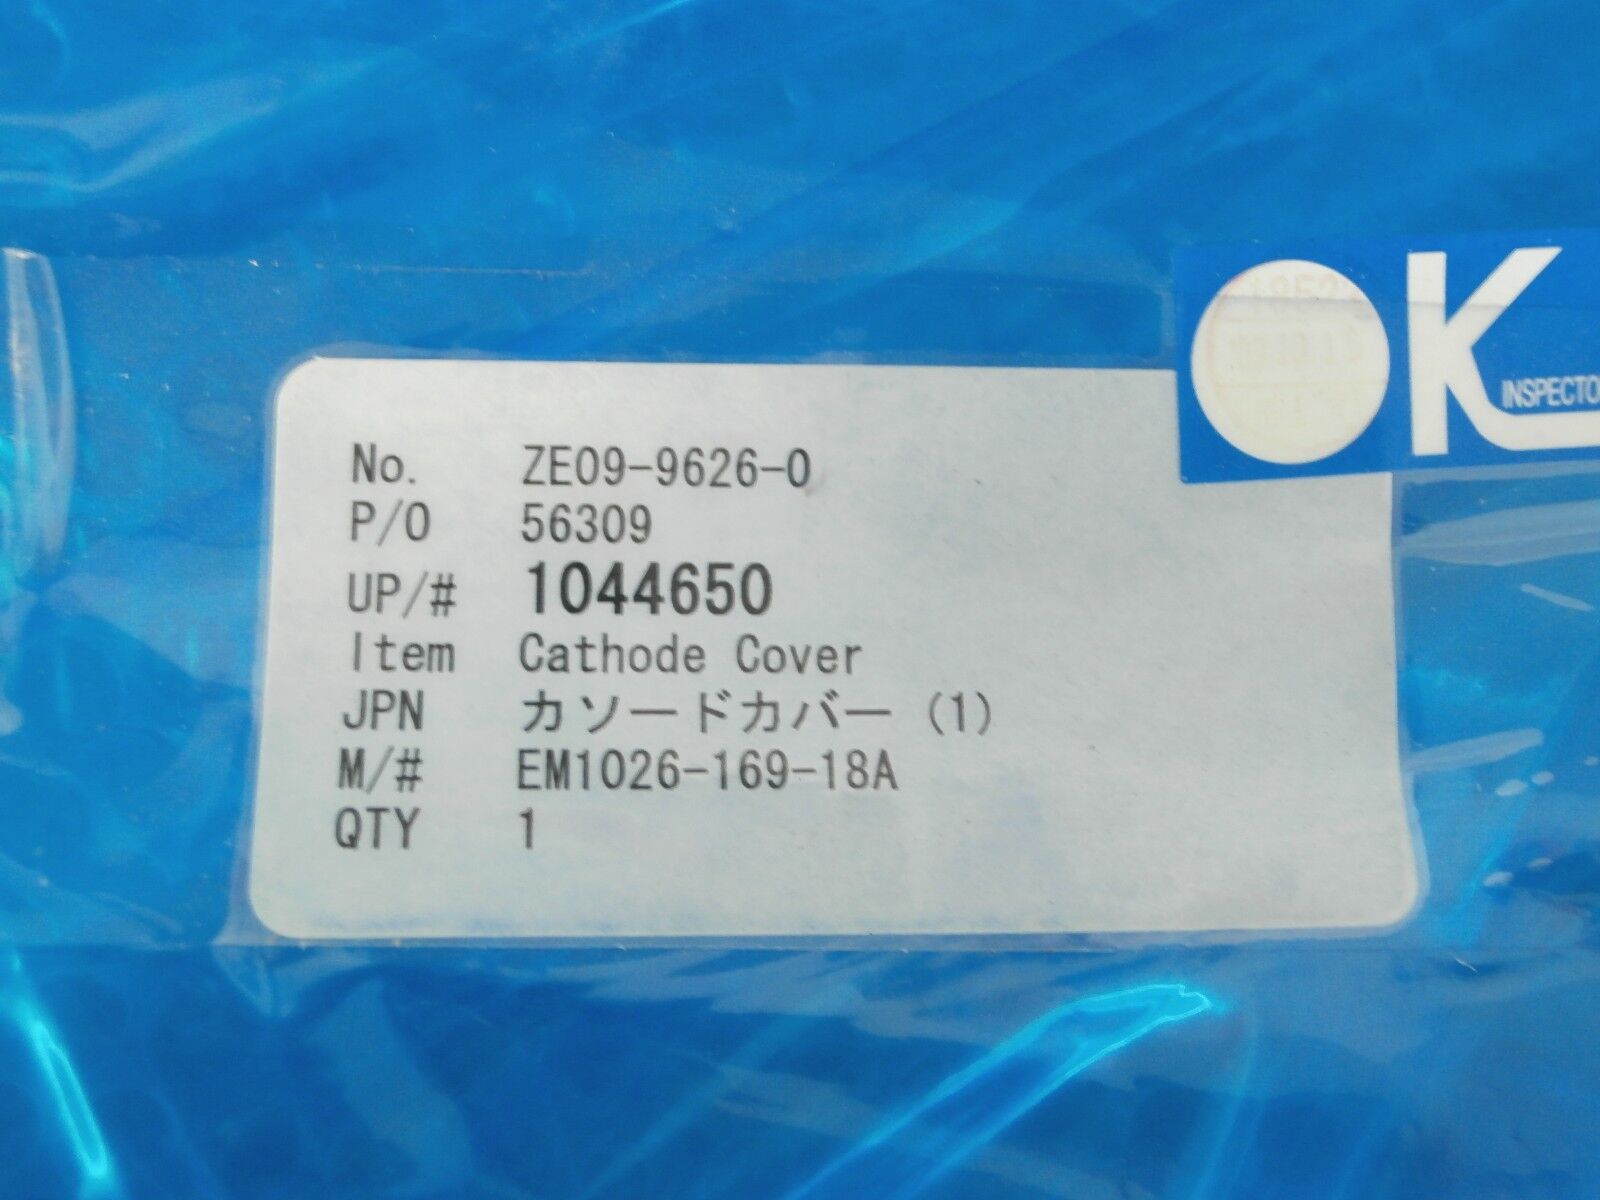 OK
INSPECTO
No. ZE09-9626-0
P/O 56309
UP/# 1044650
Item Cathode Cover
JPN カソードカバー (1)
M/# EM1026-169-18A
QTY 1